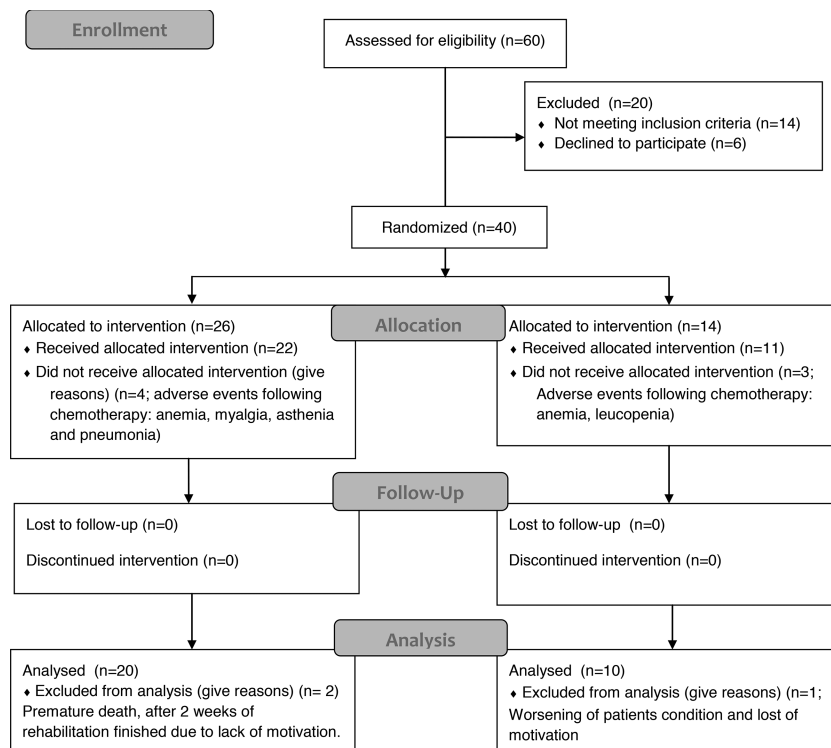 Enrollment
Assessed for eligibility (n=60)
Excluded (n=20)
♦ Not meeting inclusion criteria (n=14)
♦ Declined to participate (n=6)
Randomized (n=40)
Allocation
Allocated to intervention (n=26)
♦ Received allocated intervention (n=22)
♦ Did not receive allocated intervention (give
reasons) (n=4; adverse events following
chemotherapy: anemia, myalgia, asthenia
and pneumonia)
Allocated to intervention (n=14)
♦ Received allocated intervention (n=11)
♦ Did not receive allocated intervention (n=3;
Adverse events following chemotherapy:
anemia, leucopenia)
Follow-Up
Lost to follow-up (n=0)
Discontinued intervention (n=0)
Lost to follow-up (n=0)
Discontinued intervention (n=0)
Analysis
Analysed (n=20)
♦ Excluded from analysis (give reasons) (n= 2)
Premature death, after 2 weeks of
rehabilitation finished due to lack of motivation.
Analysed (n=10)
♦ Excluded from analysis (give reasons) (n=1;
Worsening of patients condition and lost of
motivation